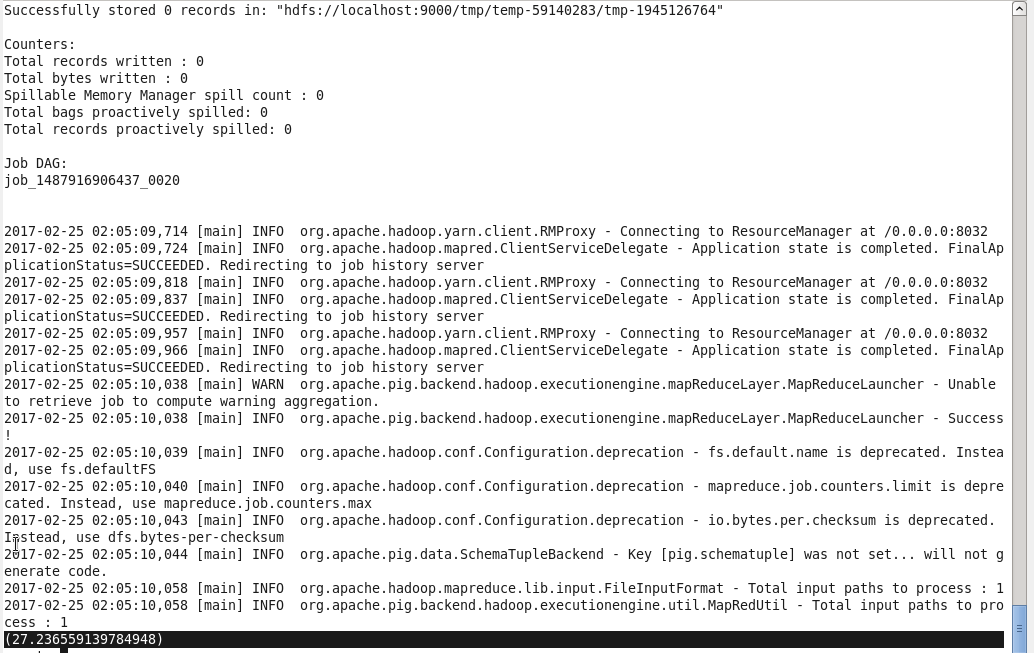 Successfully stored 0 records in: "hdfs://localhost:9000/tmp/temp-59140283/tmp-1945126764"
Counters:
Total records written : 0
Total bytes written : 0
Spillable Memory Manager spill count : 0
Total bags proactively spilled: 0
Total records proactively spilled: 0
Job DAG:
job_1487916906437_0020
2017-02-25 02:05:09,714 [main] INFO  org.apache.hadoop.yarn.client.RMProxy - Connecting to ResourceManager at /0.0.0.0:8032
2017-02-25 02:05:09,724 [main] INFO  org.apache.hadoop.mapred.ClientServiceDelegate - Application state is completed. FinalAp
plicationStatus=SUCCEEDED. Redirecting to job history server
2017-02-25 02:05:09,818 [main] INFO  org.apache.hadoop.yarn.client.RMProxy - Connecting to ResourceManager at /0.0.0.0:8032
2017-02-25 02:05:09,837 [main] INFO  org.apache.hadoop.mapred.ClientServiceDelegate - Application state is completed. FinalAp
plicationStatus=SUCCEEDED. Redirecting to job history server
2017-02-25 02:05:09,957 [main] INFO  org.apache.hadoop.yarn.client.RMProxy - Connecting to ResourceManager at /0.0.0.0:8032
2017-02-25 02:05:09,966 [main] INFO  org.apache.hadoop.mapred.ClientServiceDelegate - Application state is completed. FinalAp
plicationStatus=SUCCEEDED. Redirecting to job history server
2017-02-25 02:05:10,038 [main] WARN  org.apache.pig.backend.hadoop.executionengine.mapReduceLayer.MapReduceLauncher - Unable
to retrieve job to compute warning aggregation.
2017-02-25 02:05:10,038 [main] INFO  org.apache.pig.backend.hadoop.executionengine.mapReduceLayer.MapReduceLauncher - Success
!
2017-02-25 02:05:10,039 [main] INFO  org.apache.hadoop.conf.Configuration.deprecation - fs.default.name is deprecated. Instea
d, use fs.defaultFS
2017-02-25 02:05:10,040 [main] INFO  org.apache.hadoop.conf.Configuration.deprecation - mapreduce.job.counters.limit is depre
cated. Instead, use mapreduce.job.counters.max
2017-02-25 02:05:10,043 [main] INFO  org.apache.hadoop.conf.Configuration.deprecation - io.bytes.per.checksum is deprecated.
Instead, use dfs.bytes-per-checksum
2017-02-25 02:05:10,044 [main] INFO  org.apache.pig.data.SchemaTupleBackend - Key [pig.schematuple] was not set... will not g
enerate code.
2017-02-25 02:05:10,058 [main] INFO  org.apache.hadoop.mapreduce.lib.input.FileInputFormat - Total input paths to process : 1
2017-02-25 02:05:10,058 [main] INFO  org.apache.pig.backend.hadoop.executionengine.util.MapRedUtil - Total input paths to pro
cess : 1
(27.236559139784948)